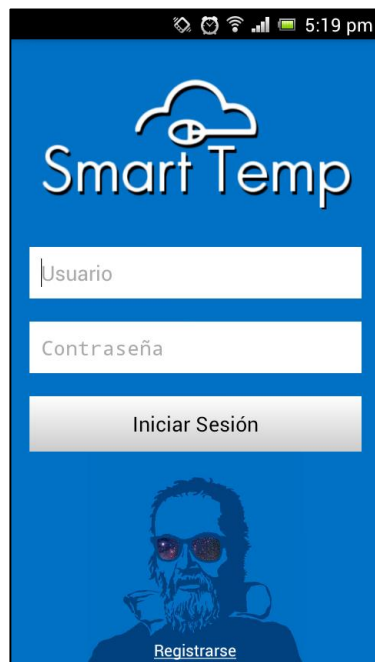 5:19 pm
Smart Temp
Usuario
Contraseña
Iniciar Sesión
Registrarse